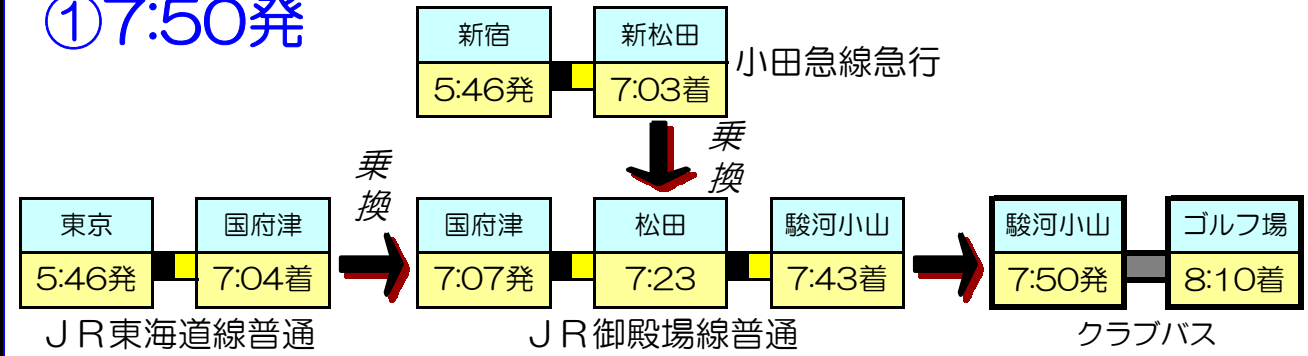 ①7:50発
新宿 新松田
5:46発 7:03着
小田急線急行
乗換
乗換
東京 国府津 国府津 松田 駿河小山 駿河小山 ゴルフ場
5:46発 7:04着 7:07発 7:23 7:43着 7:50発 8:10着
JR東海道線普通 JR御殿場線普通 クラブバス